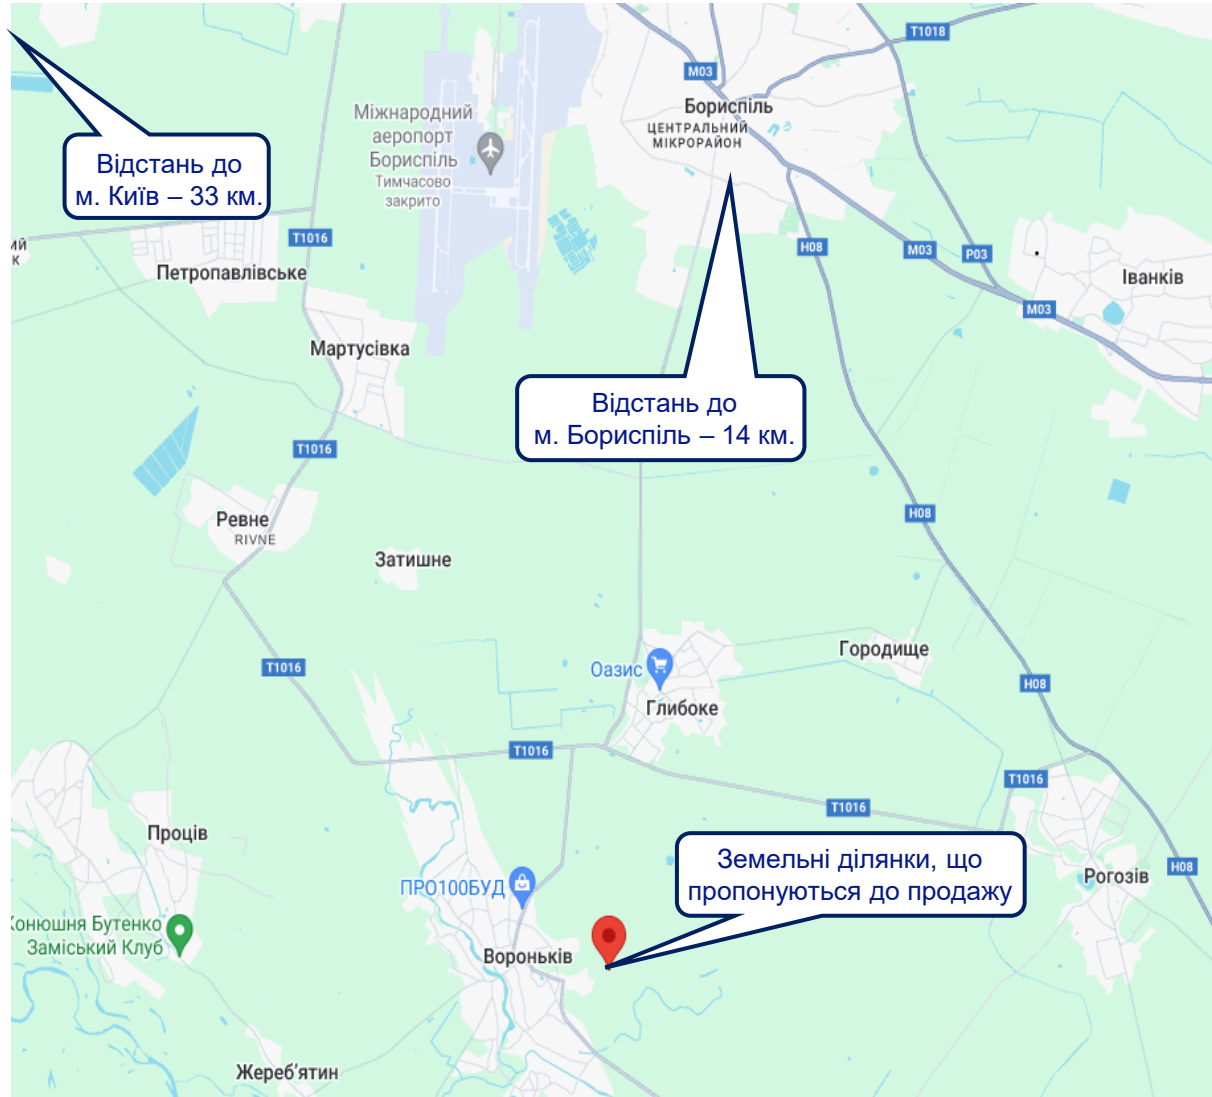 T1018
M03
Бориспіль
ЦЕНТРАЛЬНИЙ
МІКРОРАЙОН
Міжнародний
аеропорт
Бориспіль
Тимчасово
закрито
Відстань до
м. Київ – 33 км.
T1016
ий
к
Петропавлівське
H08
M03
P03
Іванків
M03
Мартусівка
Відстань до
м. Бориспіль – 14 км.
T1016
H08
Ревне
RIVNE
Затишне
T1016
Оазис
Глибоке
Городище
H08
T1016
T1016
T1016
Проців
Земельні ділянки, що
пропонуються до продажу
H08
Рогозів
ПРО100БУД
Конюшня Бутенко
Заміський Клуб
Вороньків
Жереб'ятин